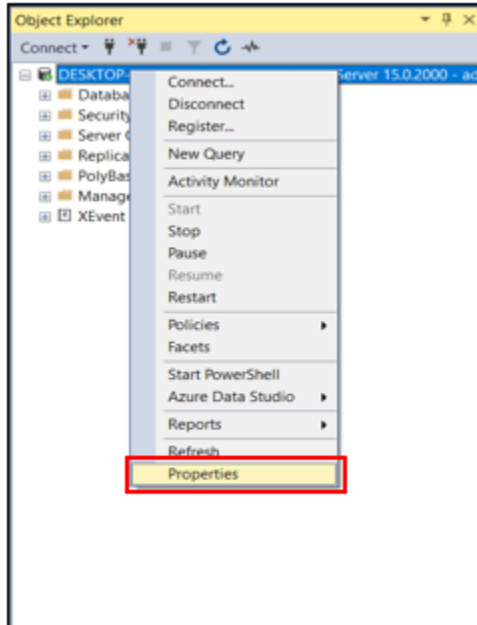 Object Explorer
Connect
DESKTOP- Server 15.0.2000 - ad
Databa
Security
Server
Replica
PolyBas
Manage
XEvent
Connect...
Disconnect
Register...
New Query
Activity Monitor
Start
Stop
Pause
Resume
Restart
Policies
Facets
Start PowerShell
Azure Data Studio
Reports
Refresh
Properties